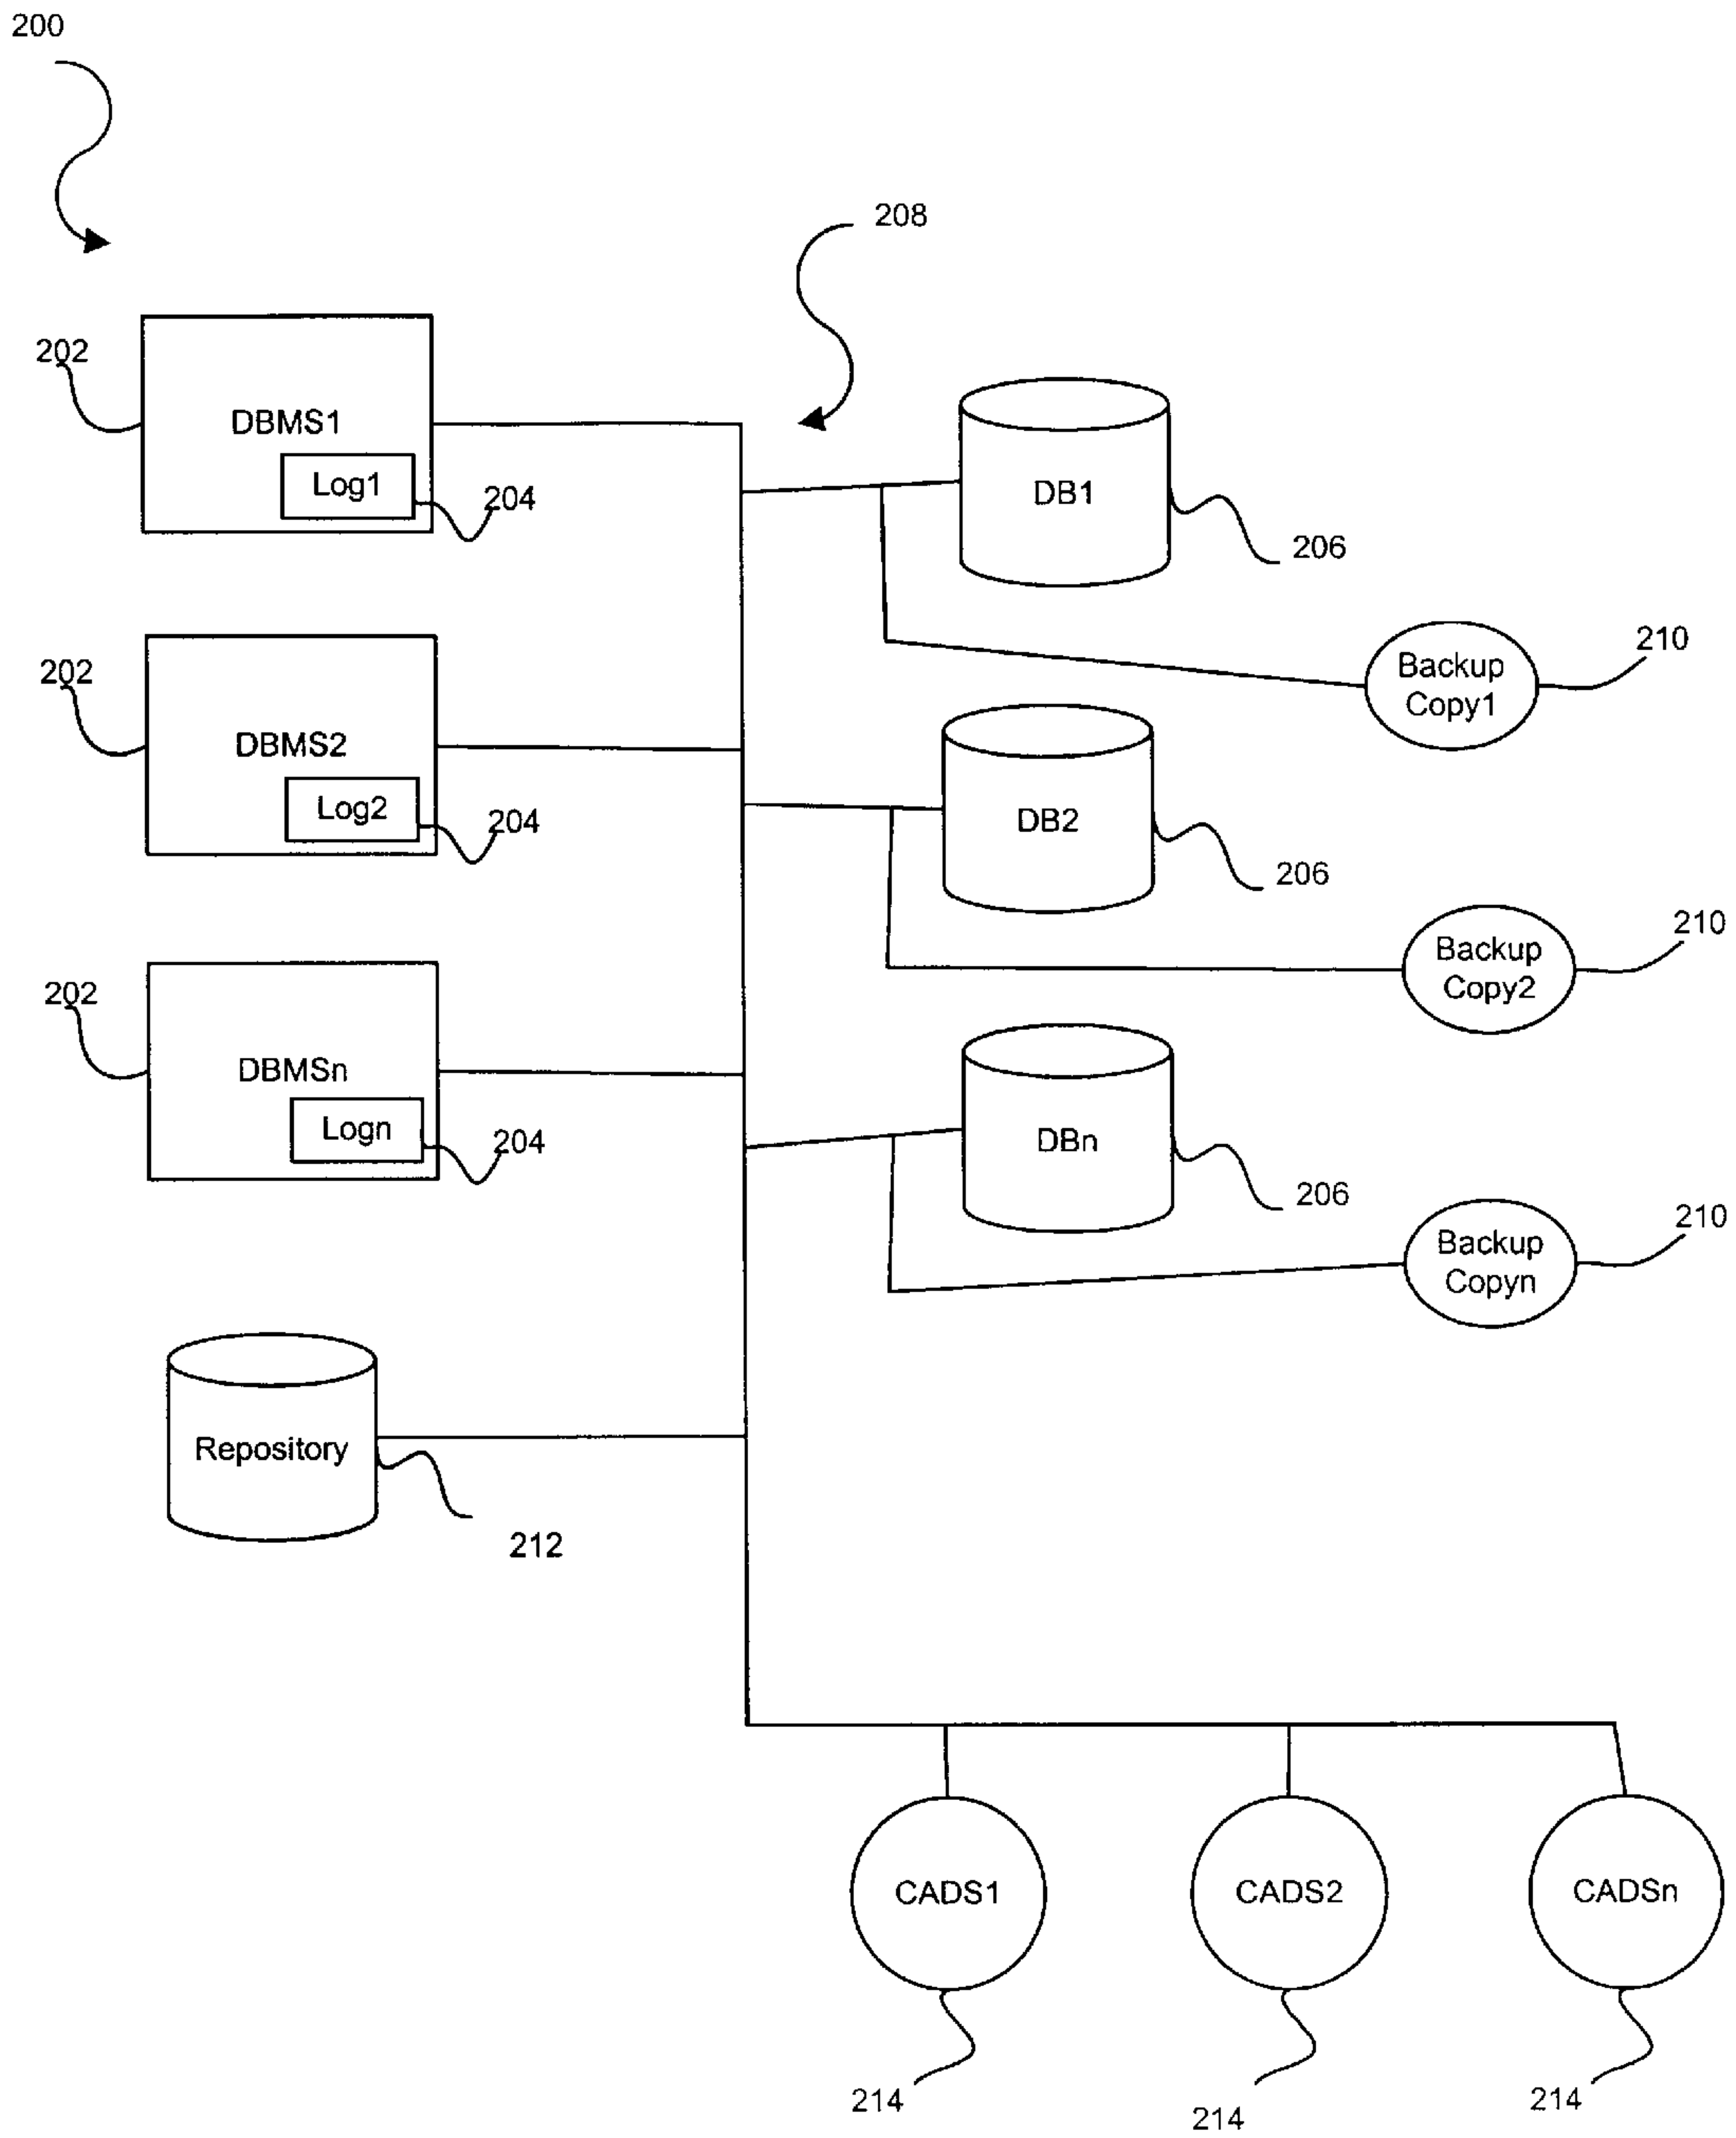 200
208
202
DBMS1
Log1
204
DB1
206
202
DBMS2
Log2
204
Backup
Copy1
210
DB2
206
202
DBMSn
Logn
204
Backup
Copy2
210
DBn
206
Backup
Copyn
210
Repository
212
CADS1
CADS2
CADSn
214
214
214